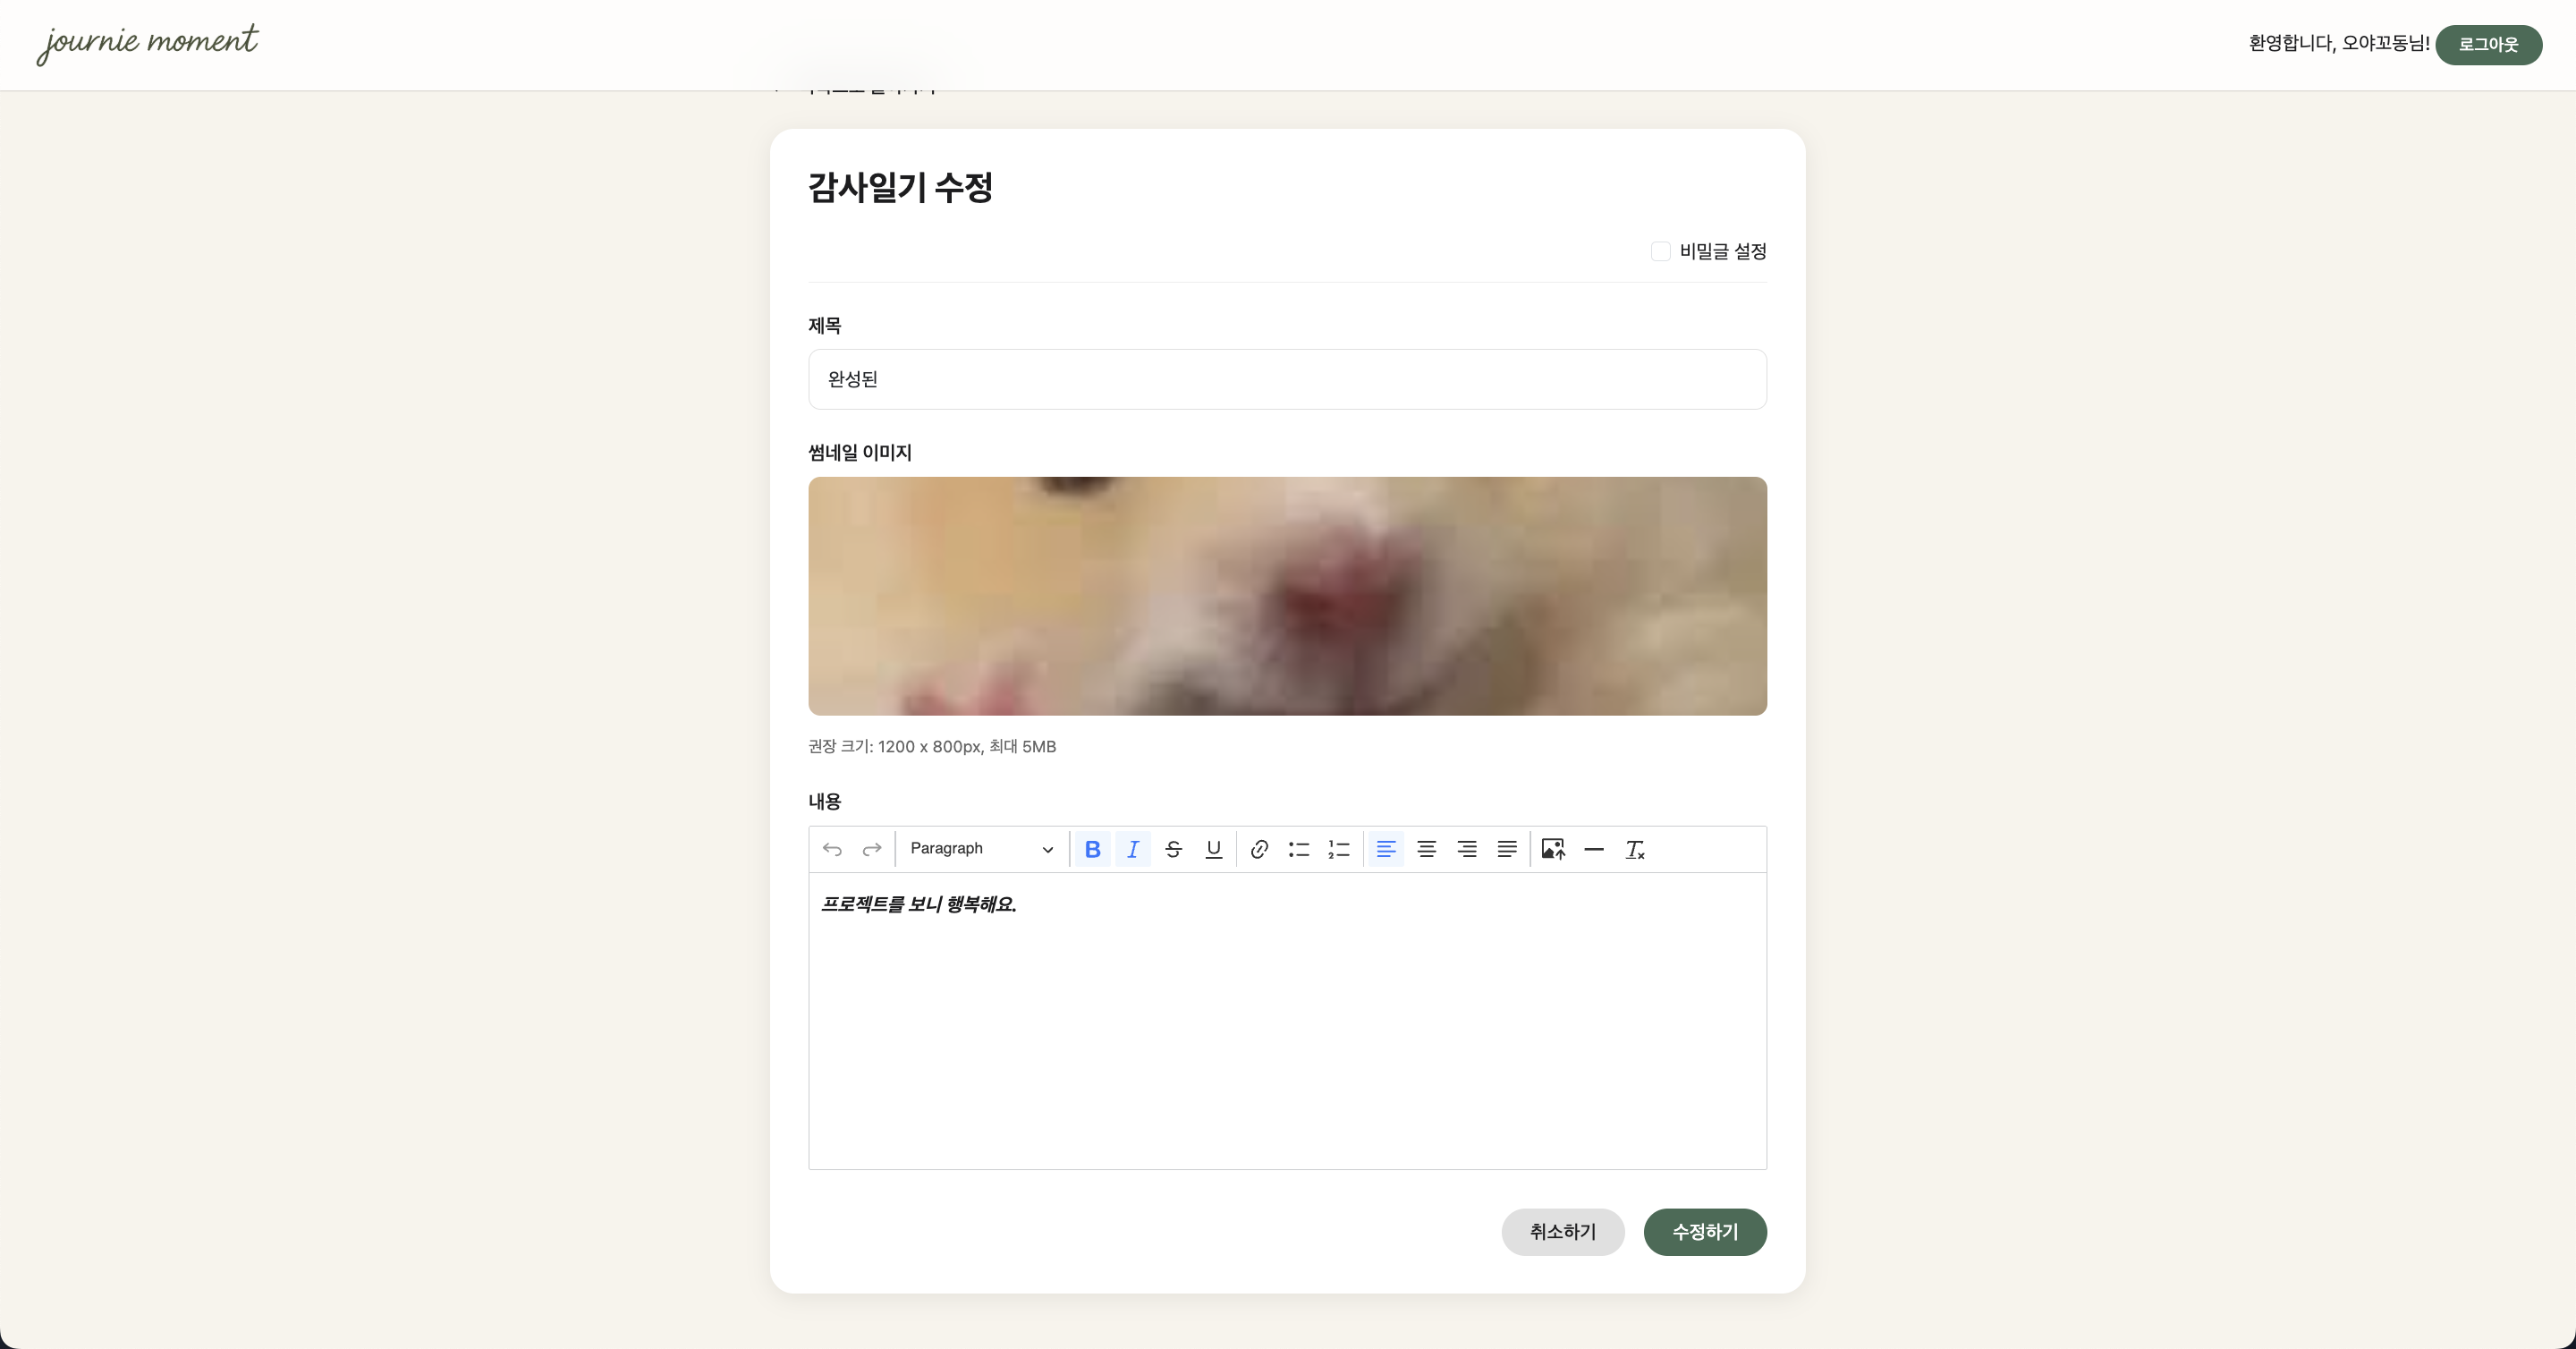 journie moment
환영합니다, 오야꼬동님!
로그아웃
감사일기 수정
비밀글 설정
제목
완성된
썸네일 이미지
권장 크기: 1200 x 800px, 최대 5MB
내용
Paragraph
프로젝트를 보니 행복해요.
취소하기
수정하기